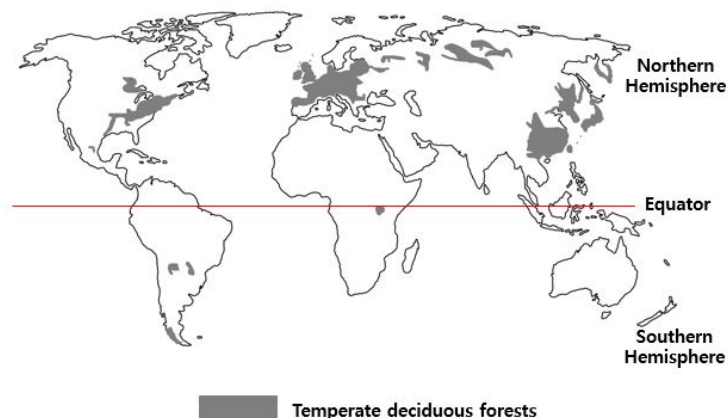 Northern
Hemisphere
Equator
Southern
Hemisphere
Temperate deciduous forests